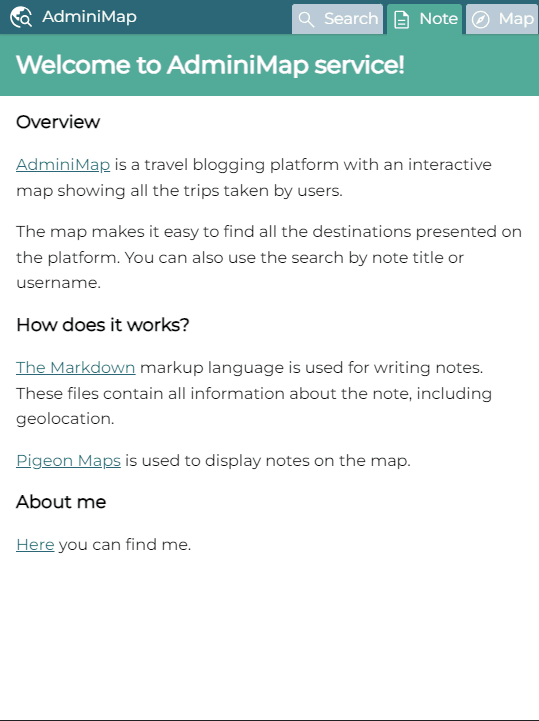 AdminiMap
Search
Note
Map
Welcome to AdminiMap service!
Overview
AdminiMap is a travel blogging platform with an interactive
map showing all the trips taken by users.
The map makes it easy to find all the destinations presented on
the platform. You can also use the search by note title or
username.
How does it works?
The Markdown markup language is used for writing notes.
These files contain all information about the note, including
geolocation.
Pigeon Maps is used to display notes on the map.
About me
Here you can find me.